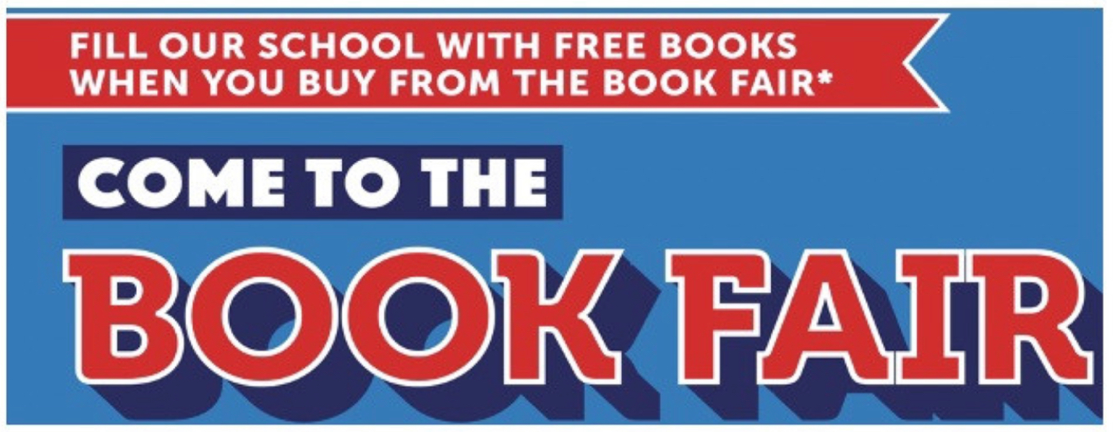 FILL OUR SCHOOL WITH FREE BOOKS
WHEN YOU BUY FROM THE BOOK FAIR*
COME TO THE
BOOK FAIR